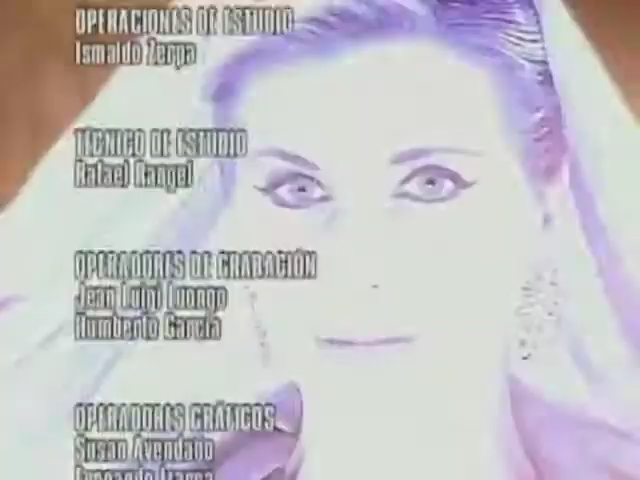 OPERACIONES DE ESTUDIO
Ismaldo Zerpa
TÉCNICO DE ESTUDIO
Rafael Rangel
OPERADORES DE GRABACIÓN
Jean Luigi Luongo
Humberto García
OPERADORES GRÁFICOS
Susan Avendaño
Fernando